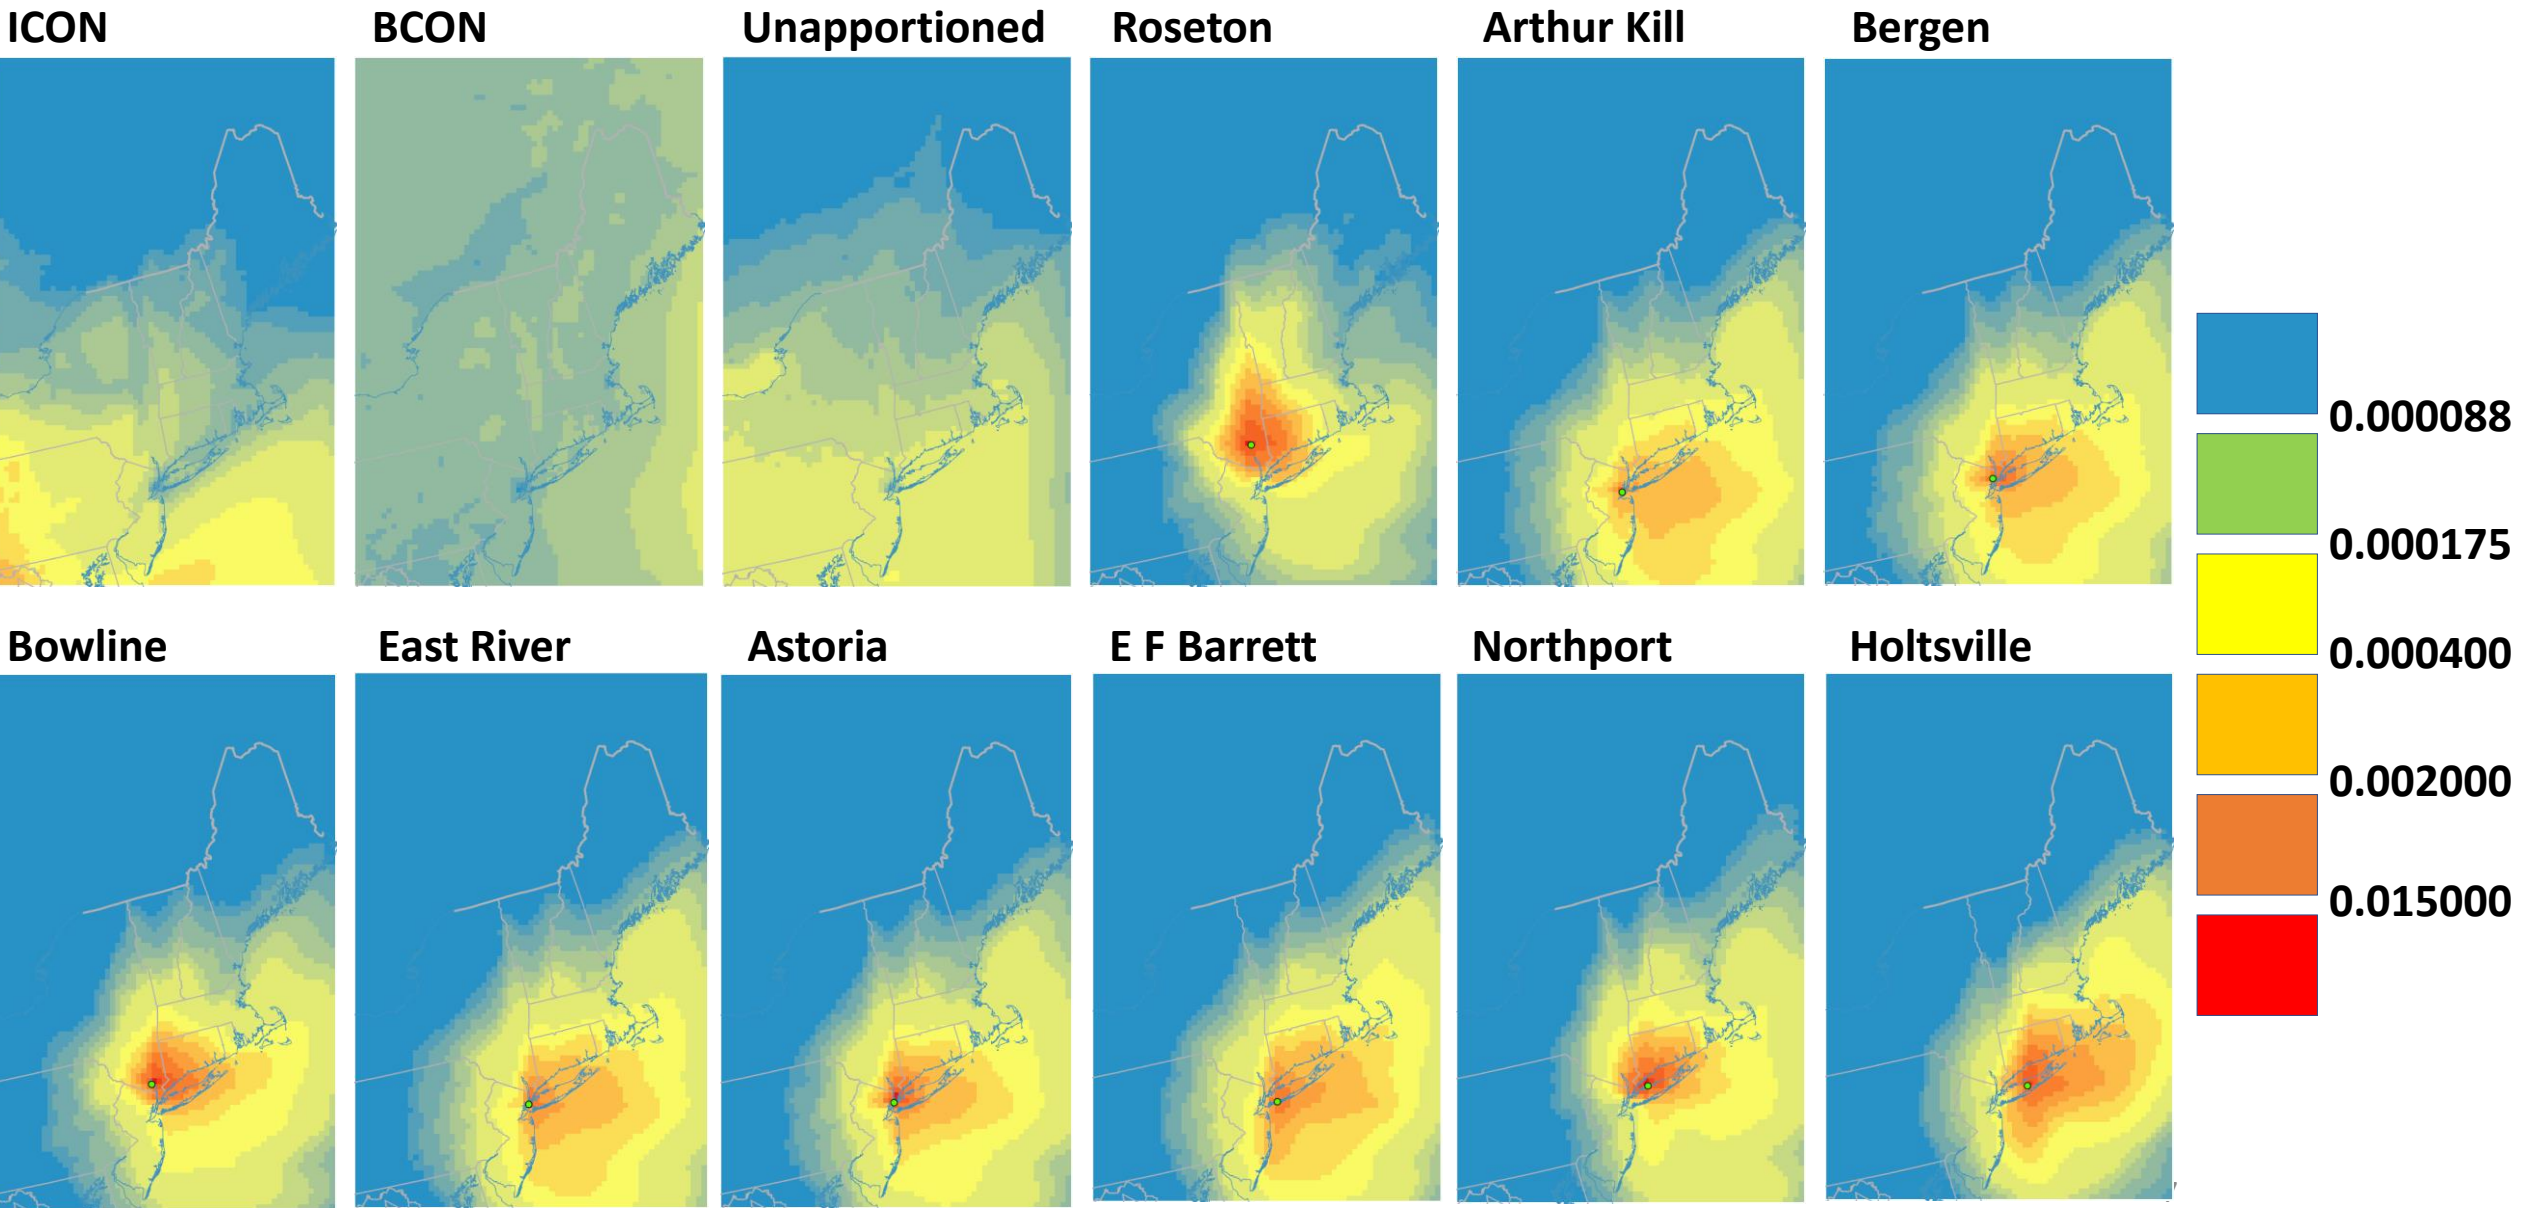 ICON
BCON
Unapportioned
Roseton
Arthur Kill
Bergen
0.000088
0.000175
0.000400
Bowline
East River
Astoria
E F Barrett
Northport
Holtsville
0.002000
0.015000